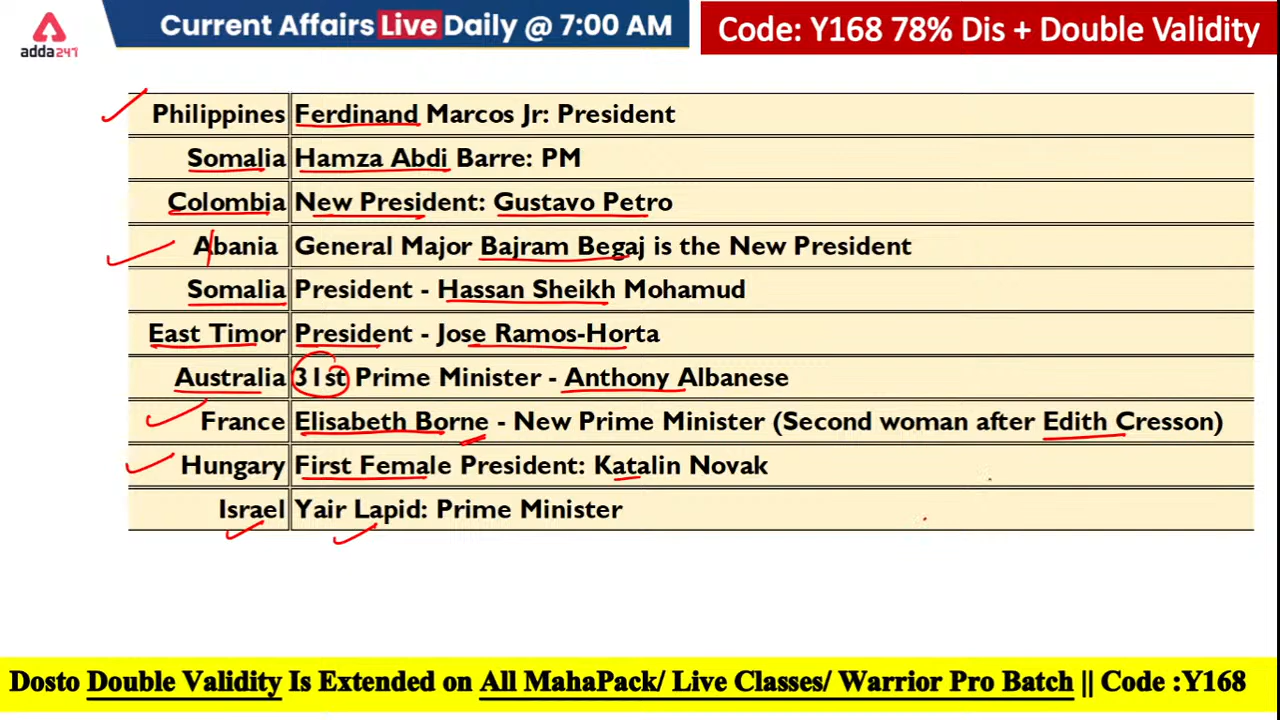 Current Affairs Live Daily @ 7:00 AM
Code: Y168 78% Dis + Double Validity
adda247
Philippines Ferdinand Marcos Jr: President
Somalia Hamza Abdi Barre: PM
Colombia New President: Gustavo Petro
Abania General Major Bajram Begaj is the New President
Somalia President - Hassan Sheikh Mohamud
East Timor President - Jose Ramos-Horta
Australia 31st Prime Minister - Anthony Albanese
France Elisabeth Borne - New Prime Minister (Second woman after Edith Cresson)
Hungary First Female President: Katalin Novak
Israel Yair Lapid: Prime Minister
Dosto Double Validity Is Extended on All MahaPack/ Live Classes/ Warrior Pro Batch || Code :Y168